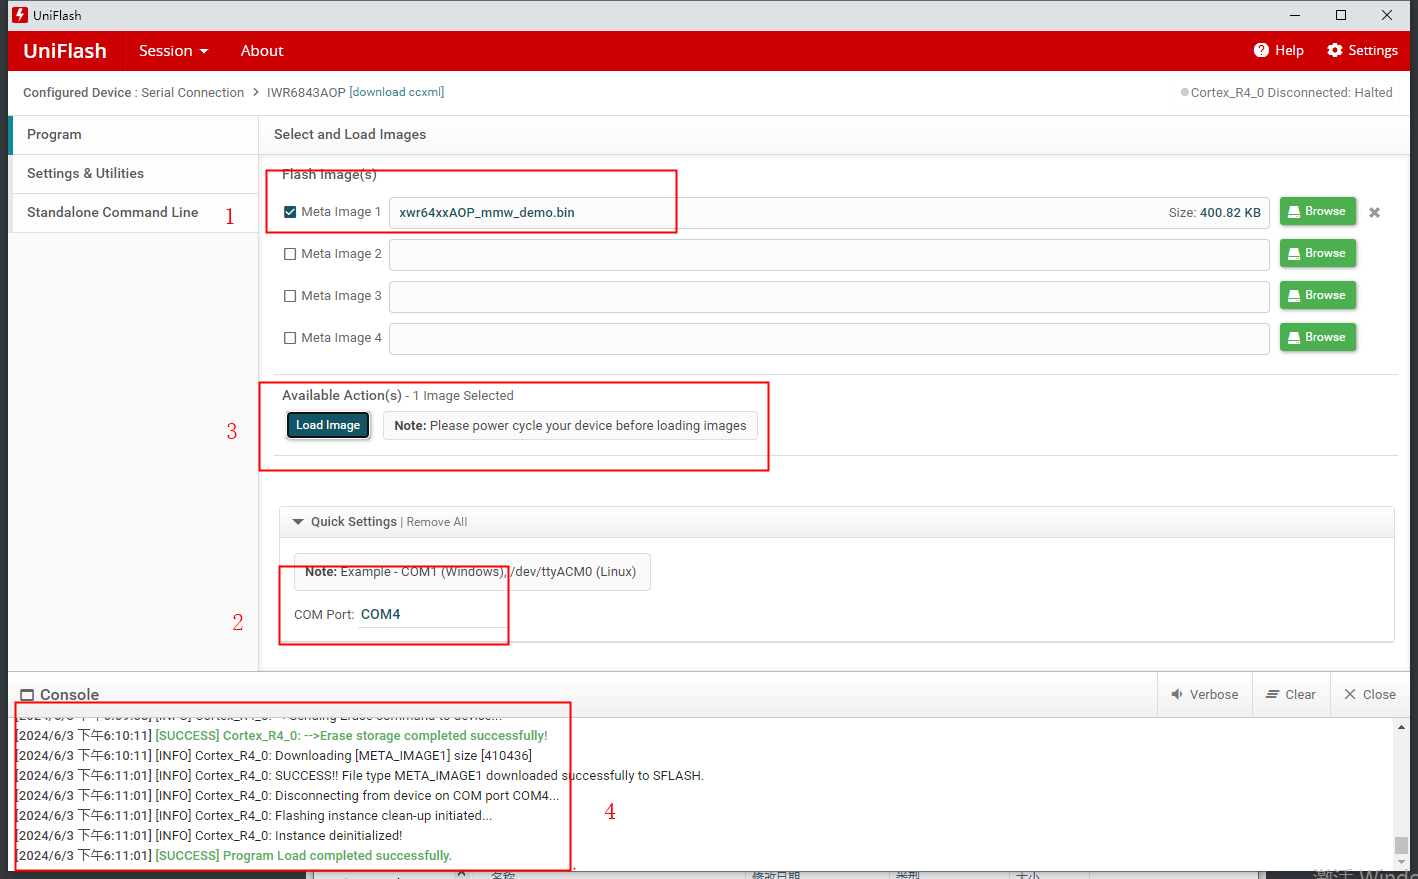 UniFlash
UniFlash Session About Help Settings
Configured Device : Serial Connection > IWR6843AOP [download ccxml] Cortex_R4_0 Disconnected: Halted
Program
Settings & Utilities
Standalone Command Line
1
Select and Load Images
Flash Image(s)
Meta Image 1 xwr64xxAOP_mmw_demo.bin Size: 400.82 KB Browse
Meta Image 2 Browse
Meta Image 3 Browse
Meta Image 4 Browse
Available Action(s) - 1 Image Selected
3
Load Image Note: Please power cycle your device before loading images
Quick Settings | Remove All
Note: Example - COM1 (Windows), /dev/ttyACM0 (Linux)
2
COM Port: COM4
Console Verbose Clear Close
[2024/6/3 下午6:10:11] [SUCCESS] Cortex_R4_0: -->Erase storage completed successfully!
[2024/6/3 下午6:10:11] [INFO] Cortex_R4_0: Downloading [META_IMAGE1] size [410436]
[2024/6/3 下午6:11:01] [INFO] Cortex_R4_0: SUCCESS!! File type META_IMAGE1 downloaded successfully to SFLASH.
[2024/6/3 下午6:11:01] [INFO] Cortex_R4_0: Disconnecting from device on COM port COM4...
[2024/6/3 下午6:11:01] [INFO] Cortex_R4_0: Flashing instance clean-up initiated...
[2024/6/3 下午6:11:01] [INFO] Cortex_R4_0: Instance deinitialized!
[2024/6/3 下午6:11:01] [SUCCESS] Program Load completed successfully.
4